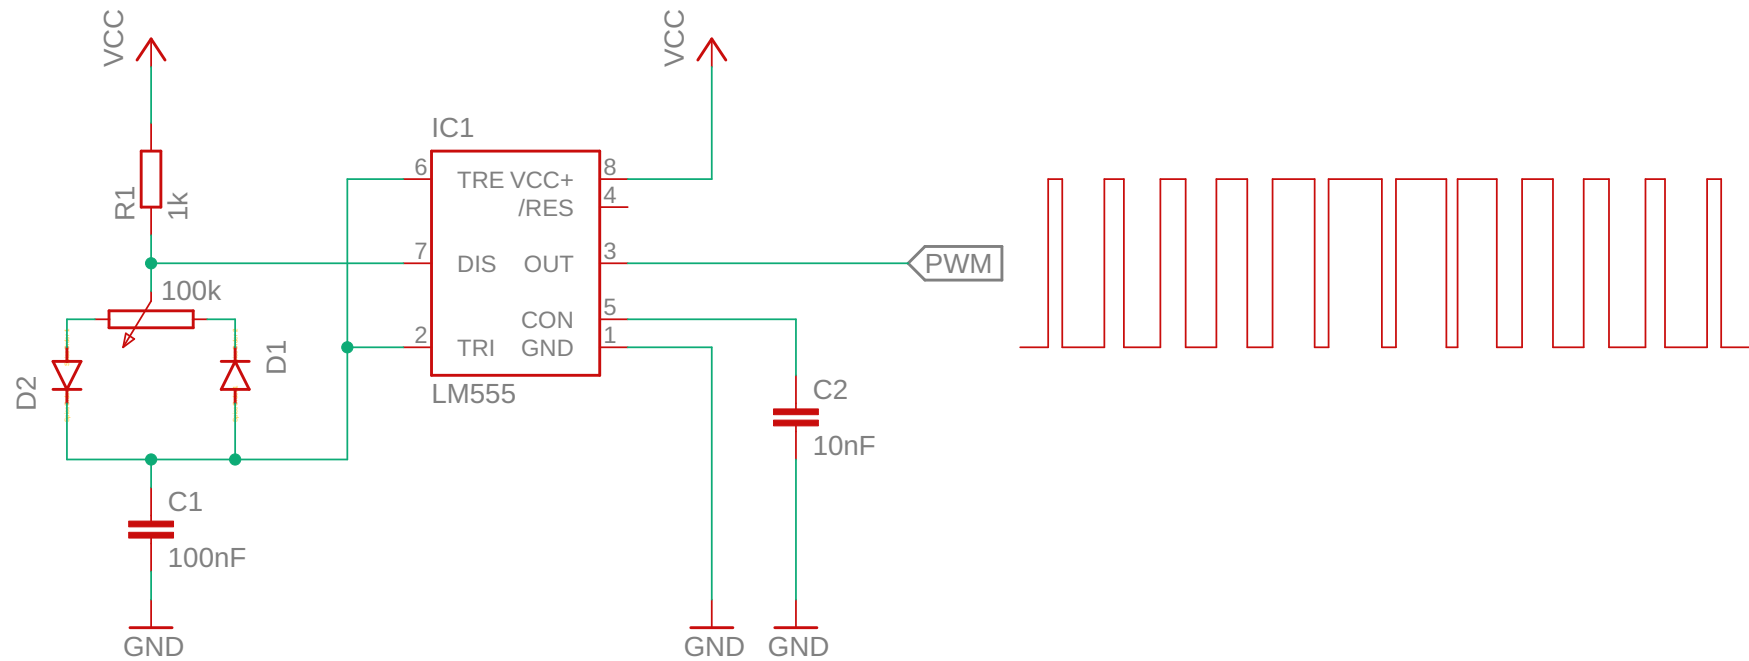 VCC
VCC
IC1
R1
1k
6
TRE
VCC+
8
/RES
4
7
DIS
OUT
3
PWM
100k
CON
5
2
TRI
GND
1
D1
D2
LM555
C2
10nF
C1
100nF
GND
GND
GND